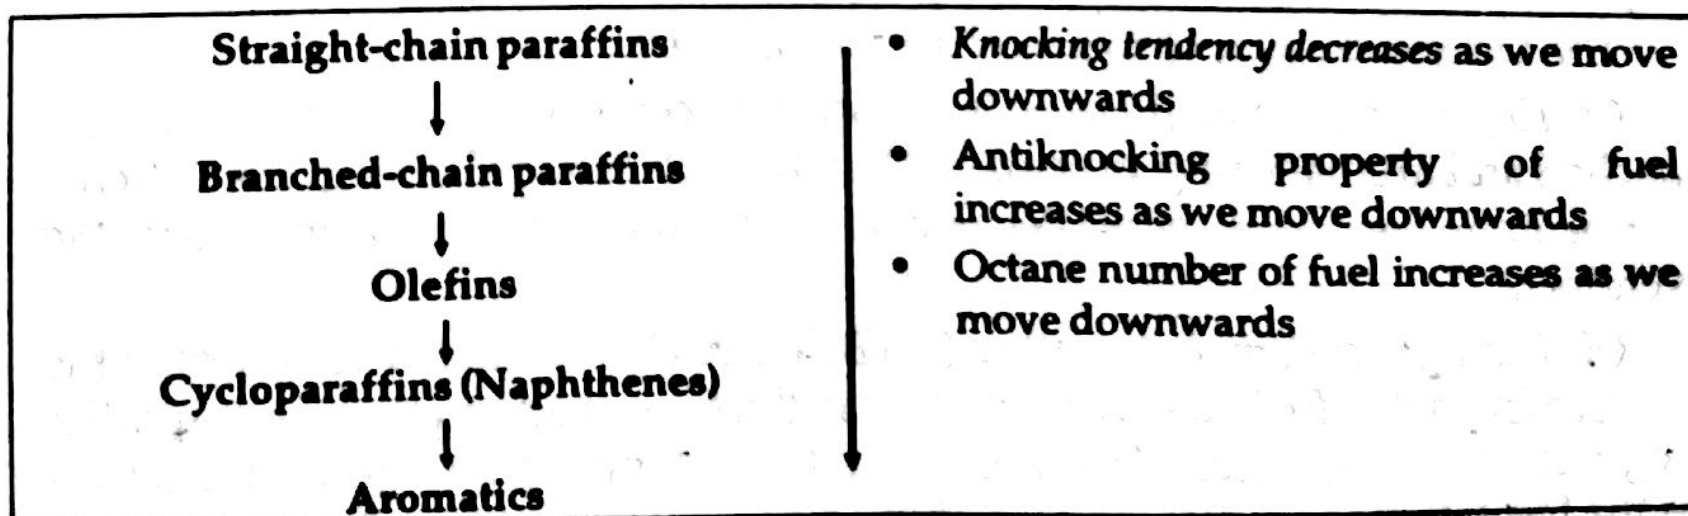 Straight-chain paraffins
↓
Branched-chain paraffins
↓
Olefins
↓
Cycloparaffins (Naphthenes)
↓
Aromatics
• Knocking tendency decreases as we move
downwards
• Antiknocking property of fuel
increases as we move downwards
• Octane number of fuel increases as we
move downwards